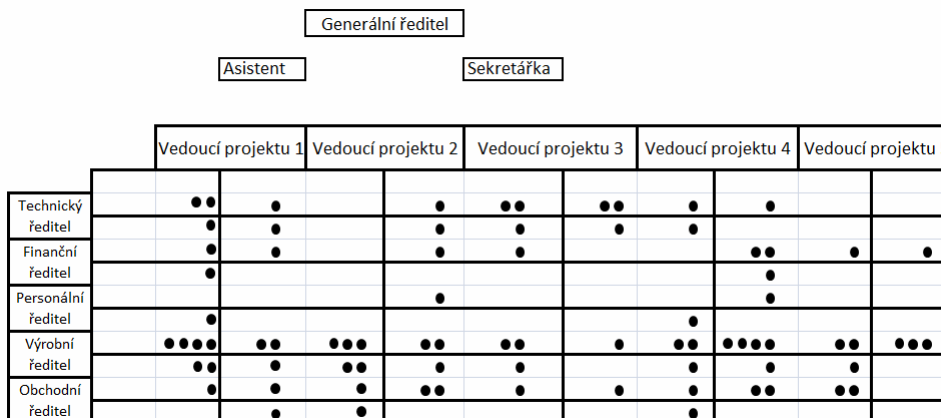 Generální ředitel
Asistent
Sekretářka
Vedoucí projektu 1
Vedoucí projektu 2
Vedoucí projektu 3
Vedoucí projektu 4
Vedoucí projektu
Technický
ředitel
Finanční
ředitel
Personální
ředitel
Výrobní
ředitel
Obchodní
ředitel